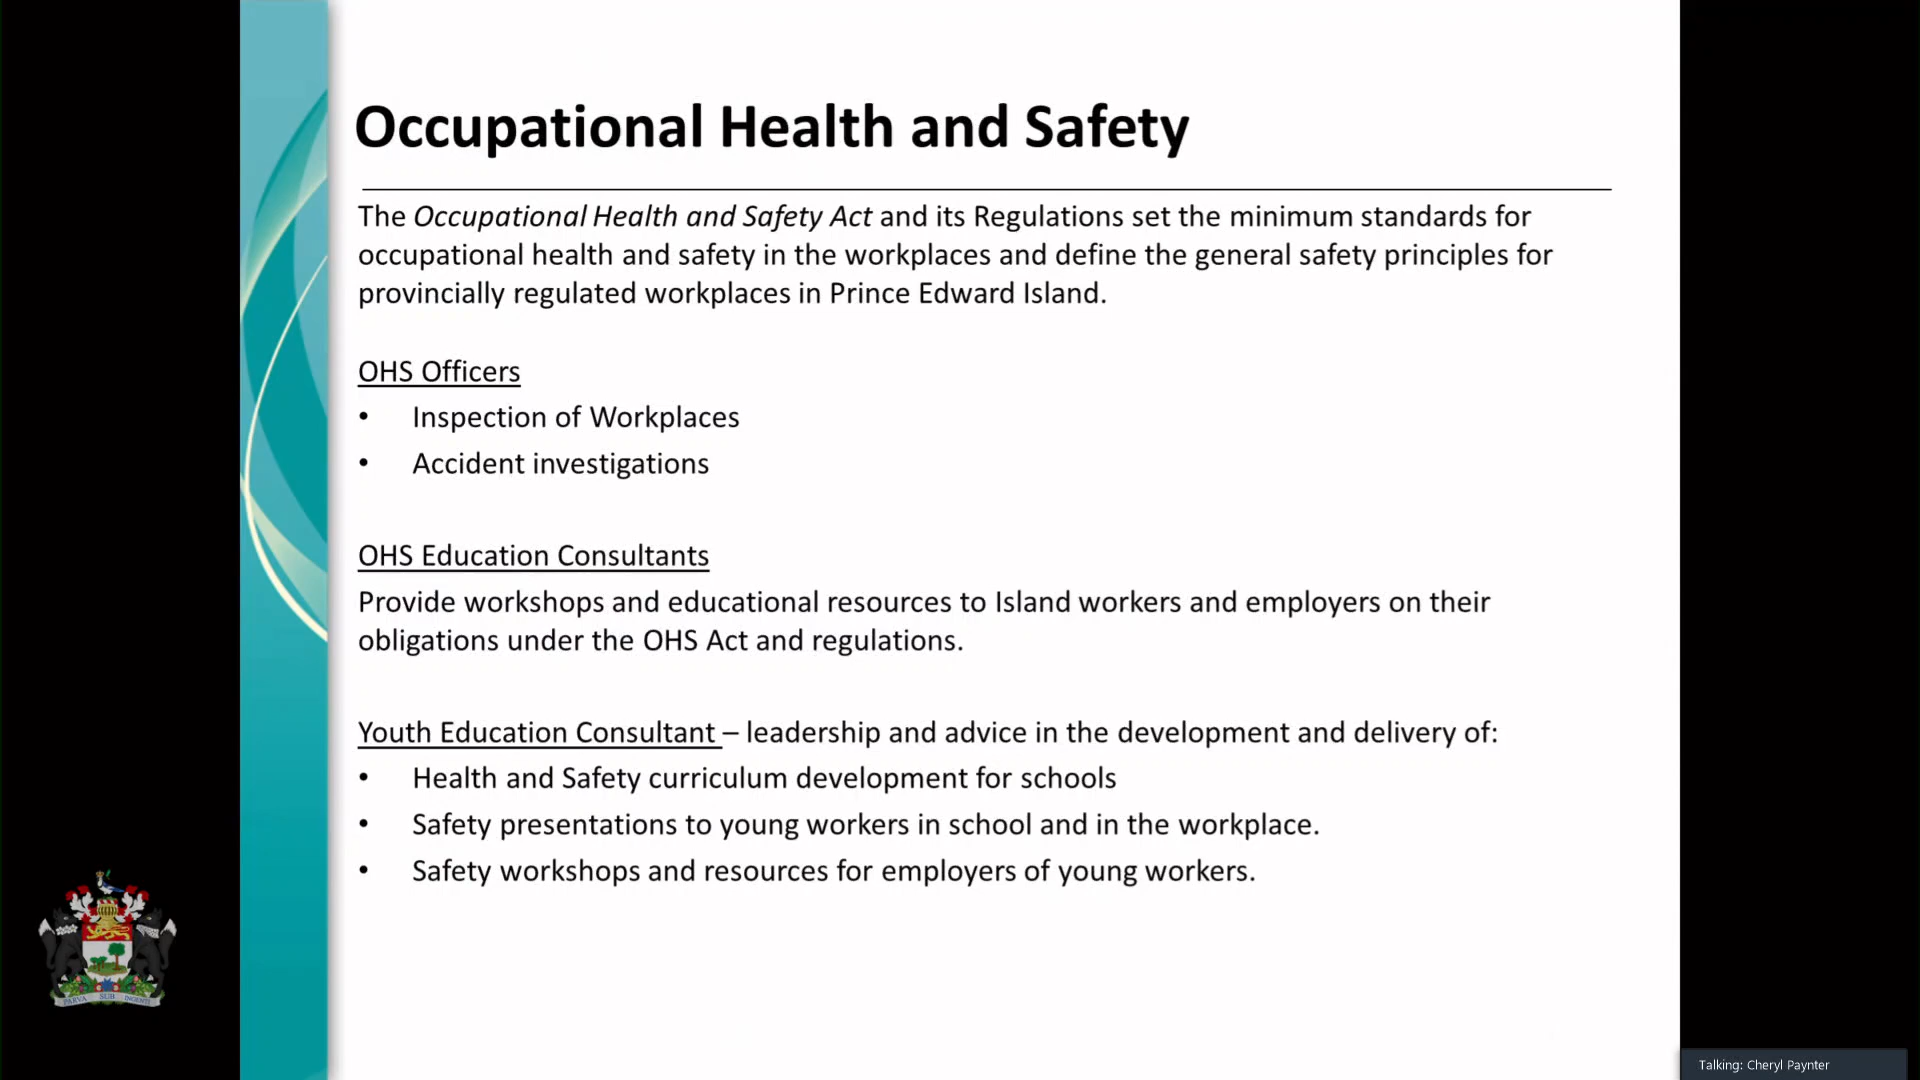 Occupational Health and Safety
The Occupational Health and Safety Act and its Regulations set the minimum standards for
occupational health and safety in the workplaces and define the general safety principles for
provincially regulated workplaces in Prince Edward Island.
OHS Officers
• Inspection of Workplaces
• Accident investigations
OHS Education Consultants
Provide workshops and educational resources to Island workers and employers on their
obligations under the OHS Act and regulations.
Youth Education Consultant – leadership and advice in the development and delivery of:
• Health and Safety curriculum development for schools
• Safety presentations to young workers in school and in the workplace.
• Safety workshops and resources for employers of young workers.
PARVA SUB INGENTI
Talking: Cheryl Paynter